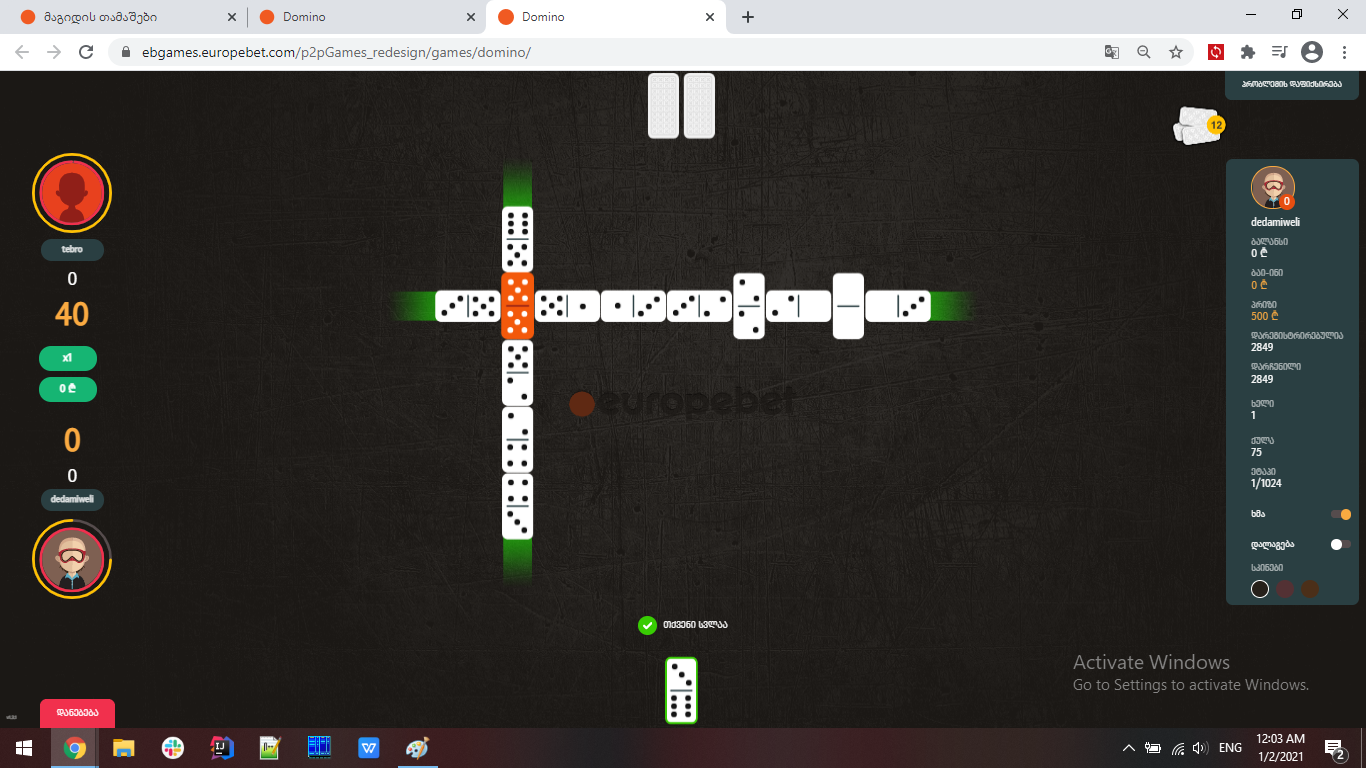 მაგიდის თამაშები
Domino
Domino
ebgames.europebet.com/p2pGames_redesign/games/domino/
პრობლემის დაფიქსირება
12
0
dedamiweli
ბალანსი
0 ₾
ბაი-ინი
0 ₾
პრიზი
500 ₾
დარეგისტრირებულია
2849
დარჩენილი
2849
ხელი
1
ქულა
75
ეტაპი
1/1024
ხმა
დალაგება
სკინები
tebro
0
40
x1
0 ₾
0
0
dedamiweli
europebet
თქვენი სვლაა
დანებება
Activate Windows
Go to Settings to activate Windows.
ENG
12:03 AM
1/2/2021
2